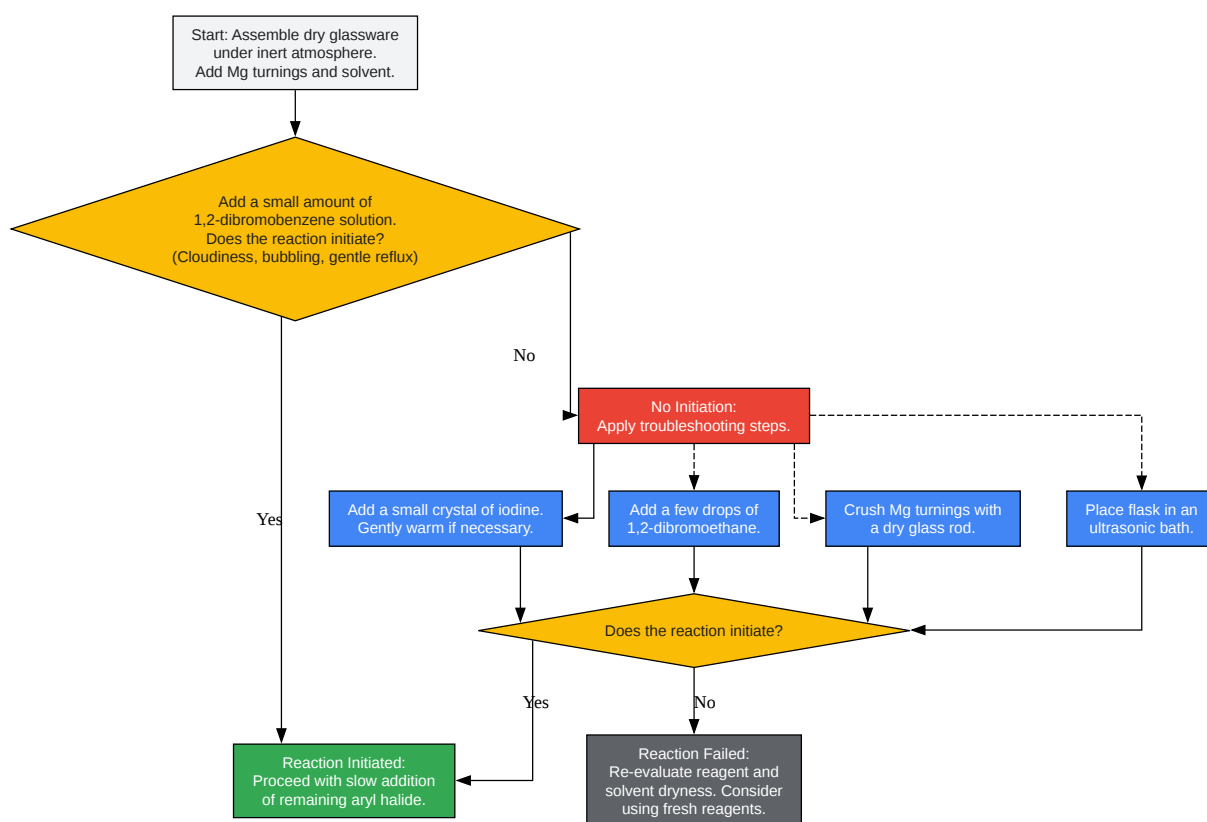 Start: Assemble dry glassware
under inert atmosphere.
Add Mg turnings and solvent.
Add a small amount of
1,2-dibromobenzene solution.
Does the reaction initiate?
(Cloudiness, bubbling, gentle reflux)
No
No Initiation:
Apply troubleshooting steps.
Yes
Add a small crystal of iodine.
Gently warm if necessary.
Add a few drops of
1,2-dibromoethane.
Crush Mg turnings with
a dry glass rod.
Place flask in an
ultrasonic bath.
Does the reaction initiate?
Yes
No
Reaction Initiated:
Proceed with slow addition
of remaining aryl halide.
Reaction Failed:
Re-evaluate reagent and
solvent dryness. Consider
using fresh reagents.